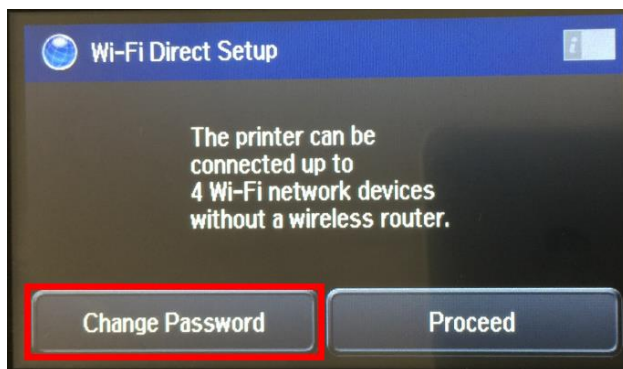 Wi-Fi Direct Setup
The printer can be
connected up to
4 Wi-Fi network devices
without a wireless router.
Change Password
Proceed